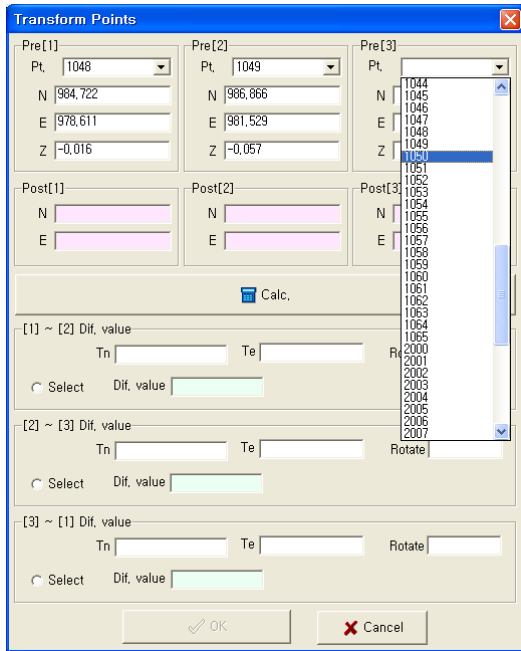 Transform Points
Pre[1] Pre[2] Pre[3]
Pt, 1048 Pt, 1049 Pt,
N 984,722 N 986,866 N
E 978,611 E 981,529 E
Z -0,016 Z -0,057 Z
1044
1045
1046
1047
1048
1049
1050
1051
1052
1053
1054
1055
1056
1057
1058
1059
1060
1061
1062
1063
1064
1065
2000
2001
2002
2003
2004
2005
2006
2007
Post[1] Post[2] Post[3]
N N N
E E E
Calc,
[1] ~ [2] Dif, value
Tn Te
Select Dif, value
[2] ~ [3] Dif, value
Tn Te Rotate
Select Dif, value
[3] ~ [1] Dif, value
Tn Te Rotate
Select Dif, value
OK Cancel